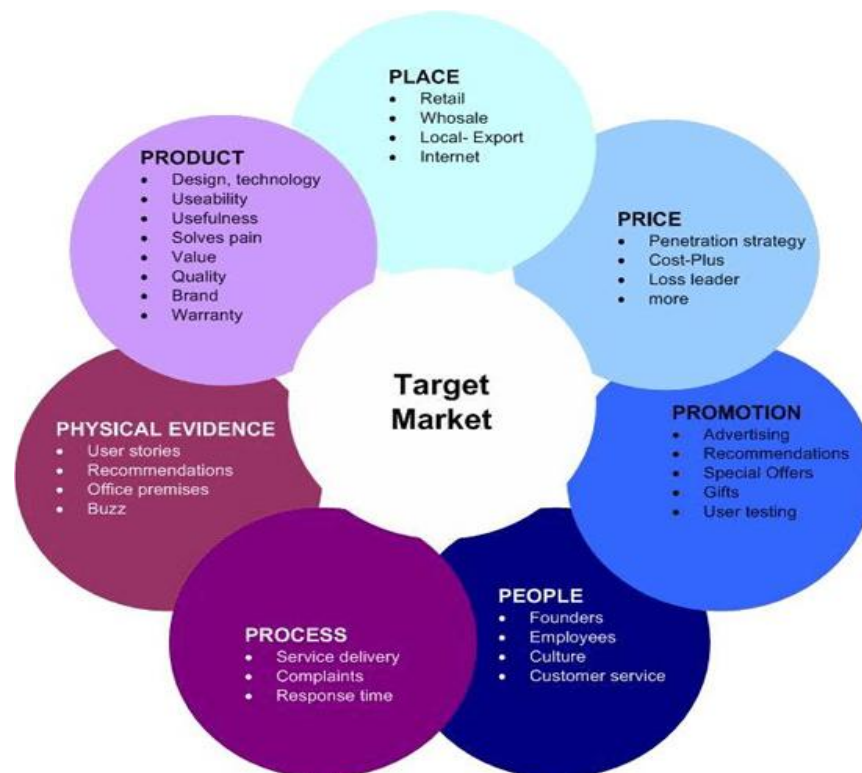 PLACE
• Retail
• Whosale
• Local- Export
• Internet
PRICE
• Penetration strategy
• Cost-Plus
• Loss leader
• more
PROMOTION
• Advertising
• Recommendations
• Special Offers
• Gifts
• User testing
PEOPLE
• Founders
• Employees
• Culture
• Customer service
PROCESS
• Service delivery
• Complaints
• Response time
PHYSICAL EVIDENCE
• User stories
• Recommendations
• Office premises
• Buzz
PRODUCT
• Design, technology
• Useability
• Usefulness
• Solves pain
• Value
• Quality
• Brand
• Warranty
Target
Market